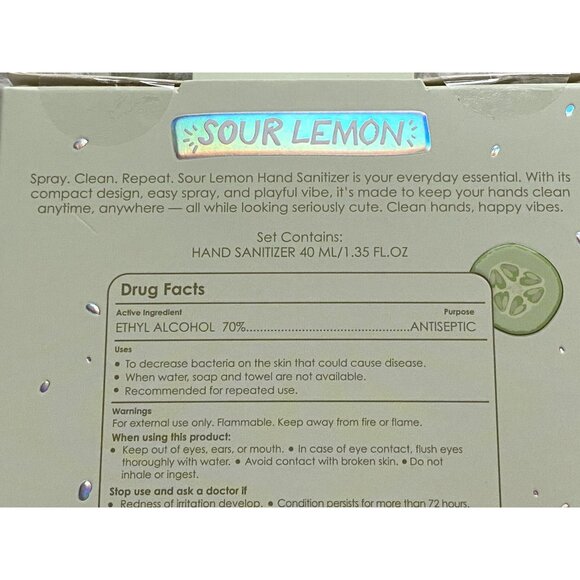 SOUR LEMON
Spray. Clean. Repeat. Sour Lemon Hand Sanitizer is your everyday essential. With its
compact design, easy spray, and playful vibe, it's made to keep your hands clean
anytime, anywhere — all while looking seriously cute. Clean hands, happy vibes.
Set Contains:
HAND SANITIZER 40 ML/1.35 FL.OZ
Drug Facts
Active Ingredient Purpose
ETHYL ALCOHOL 70%........................................ANTISEPTIC
Uses
• To decrease bacteria on the skin that could cause disease.
• When water, soap and towel are not available.
• Recommended for repeated use.
Warnings
For external use only. Flammable. Keep away from fire or flame.
When using this product:
• Keep out of eyes, ears, or mouth. • In case of eye contact, flush eyes
thoroughly with water. • Avoid contact with broken skin. • Do not
inhale or ingest.
Stop use and ask a doctor if
• Redness of irritation develop. • Condition persists for more than 72 hours.